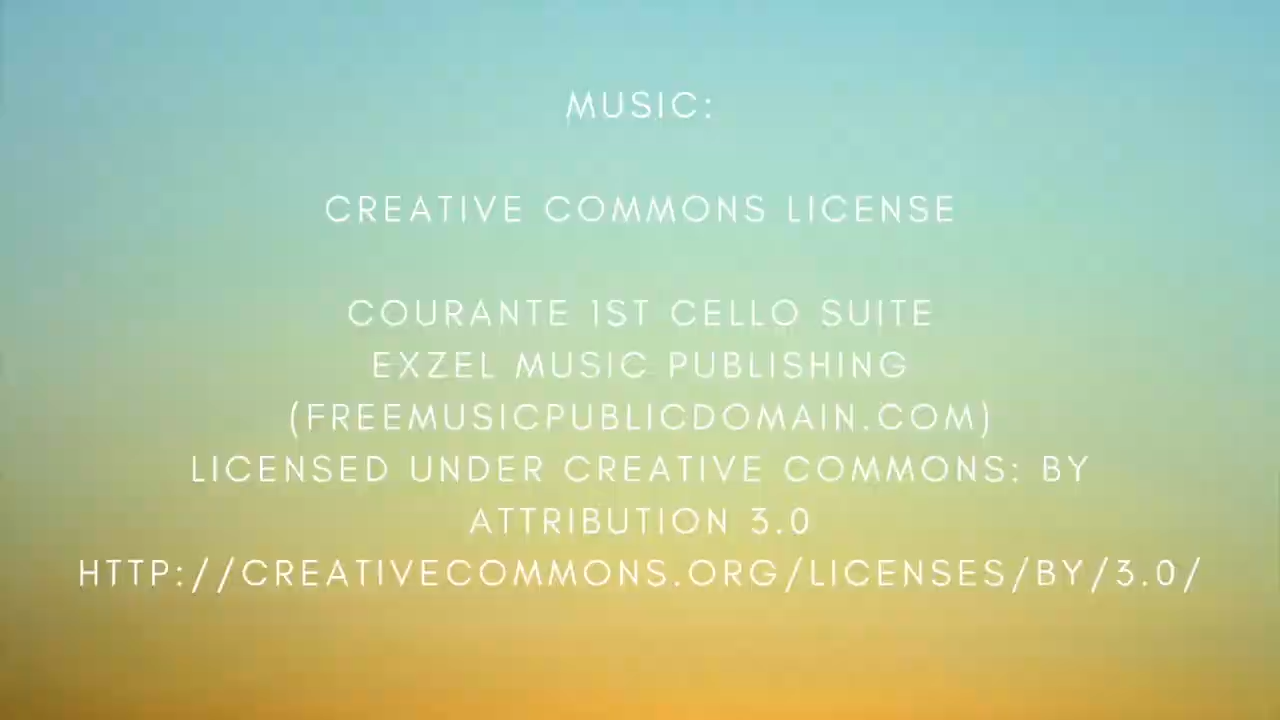 MUSIC:
CREATIVE COMMONS LICENSE
COURANTE 1ST CELLO SUITE
EXZEL MUSIC PUBLISHING
(FREEMUSICPUBLICDOMAIN.COM)
LICENSED UNDER CREATIVE COMMONS: BY
ATTRIBUTION 3.0
HTTP://CREATIVECOMMONS.ORG/LICENSES/BY/3.0/